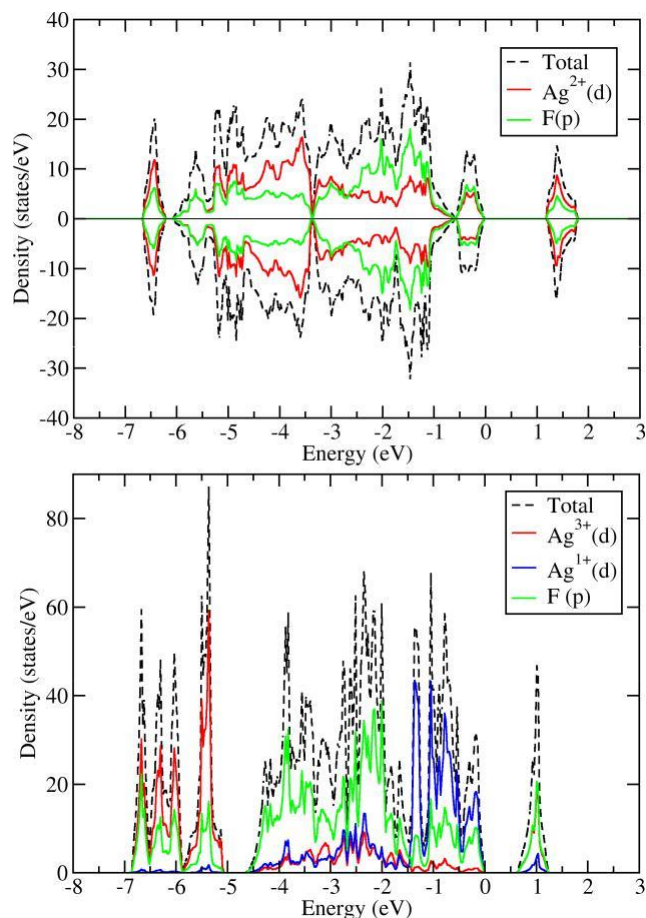 40
30
20
10
0
-10
-20
-30
-40
Density (states/eV)
Total
Ag²⁺(d)
F(p)
-8 -7 -6 -5 -4 -3 -2 -1 0 1 2 3
Energy (eV)
80
60
40
20
0
Density (states/eV)
Total
Ag³⁺(d)
Ag¹⁺(d)
F (p)
-8 -7 -6 -5 -4 -3 -2 -1 0 1 2 3
Energy (eV)